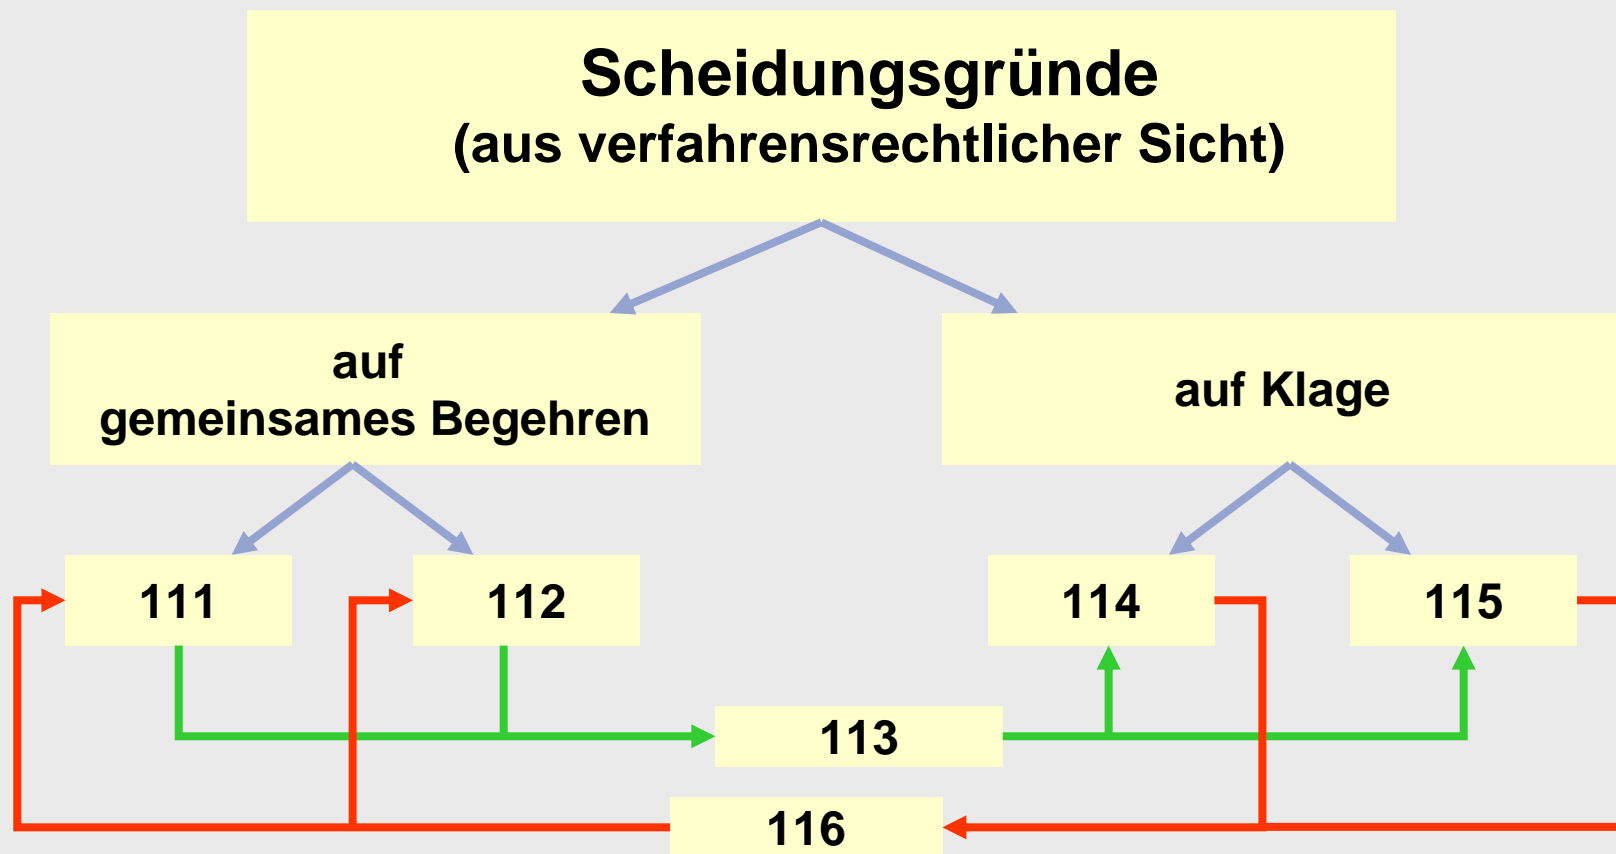 Scheidungsgründe
(aus verfahrensrechtlicher Sicht)
auf
gemeinsames Begehren
auf Klage
111
112
114
115
113
116